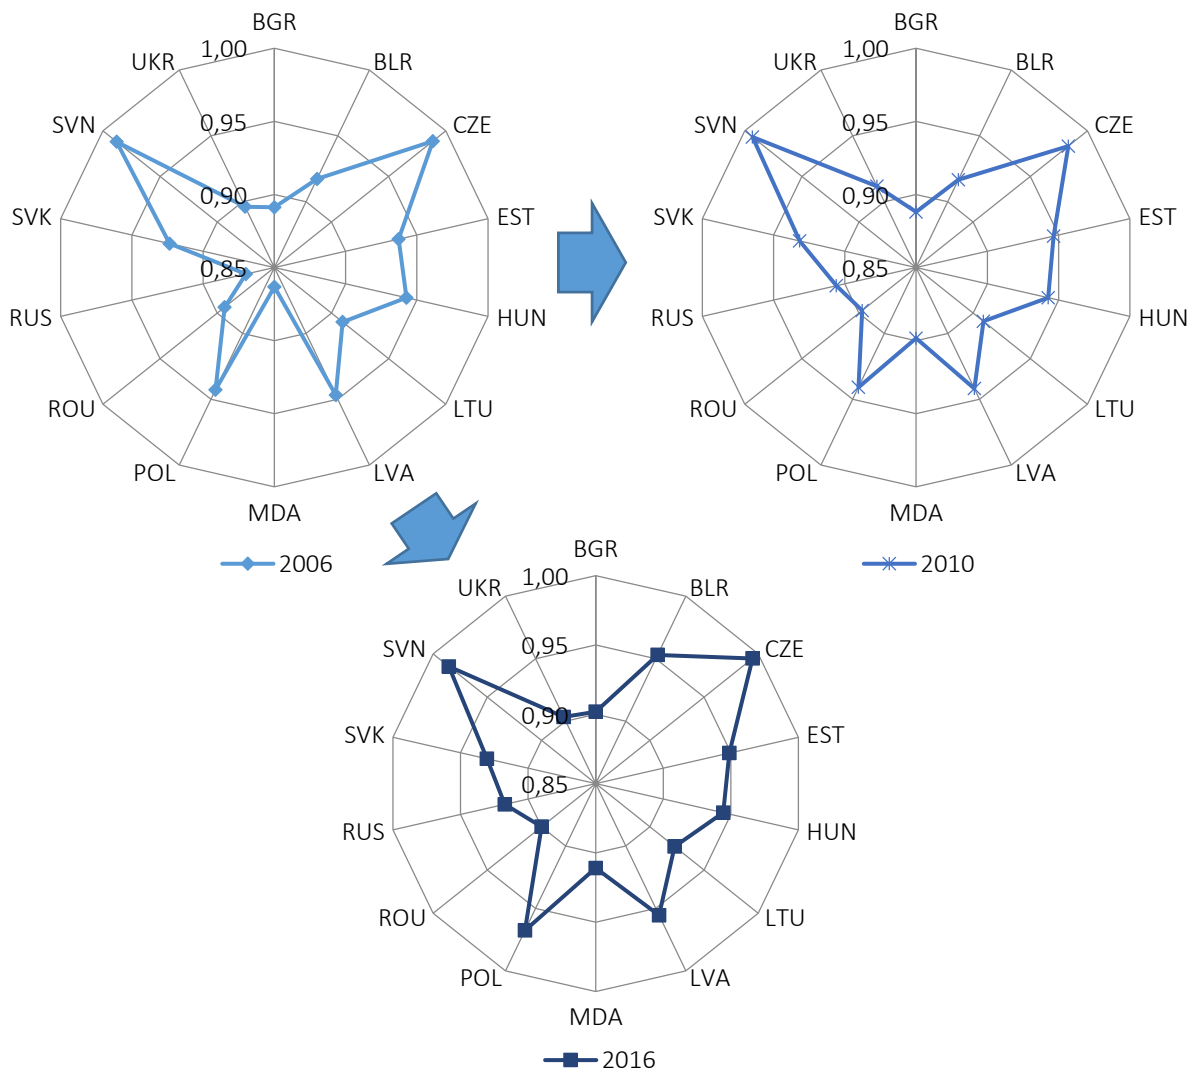 BGR
1,00
UKR
BLR
0,95
SVN
CZE
0,90
SVK
EST
0,85
RUS
HUN
ROU
LTU
POL
LVA
MDA
2006
BGR
1,00
UKR
BLR
0,95
SVN
CZE
0,90
SVK
EST
0,85
RUS
HUN
ROU
LTU
POL
LVA
MDA
2010
BGR
1,00
UKR
BLR
0,95
SVN
CZE
0,90
SVK
EST
0,85
RUS
HUN
ROU
LTU
POL
LVA
MDA
2016